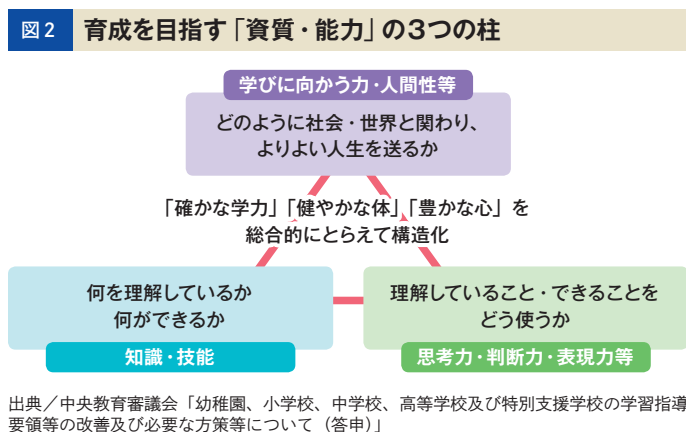 図2 育成を目指す「資質・能力」の3つの柱
学びに向かう力・人間性等
どのように社会・世界と関わり、
よりよい人生を送るか
「確かな学力」「健やかな体」「豊かな心」を
総合的にとらえて構造化
何を理解しているか
何ができるか
知識・技能
理解していること・できることを
どう使うか
思考力・判断力・表現力等
出典／中央教育審議会「幼稚園、小学校、中学校、高等学校及び特別支援学校の学習指導
要領等の改善及び必要な方策等について（答申）」